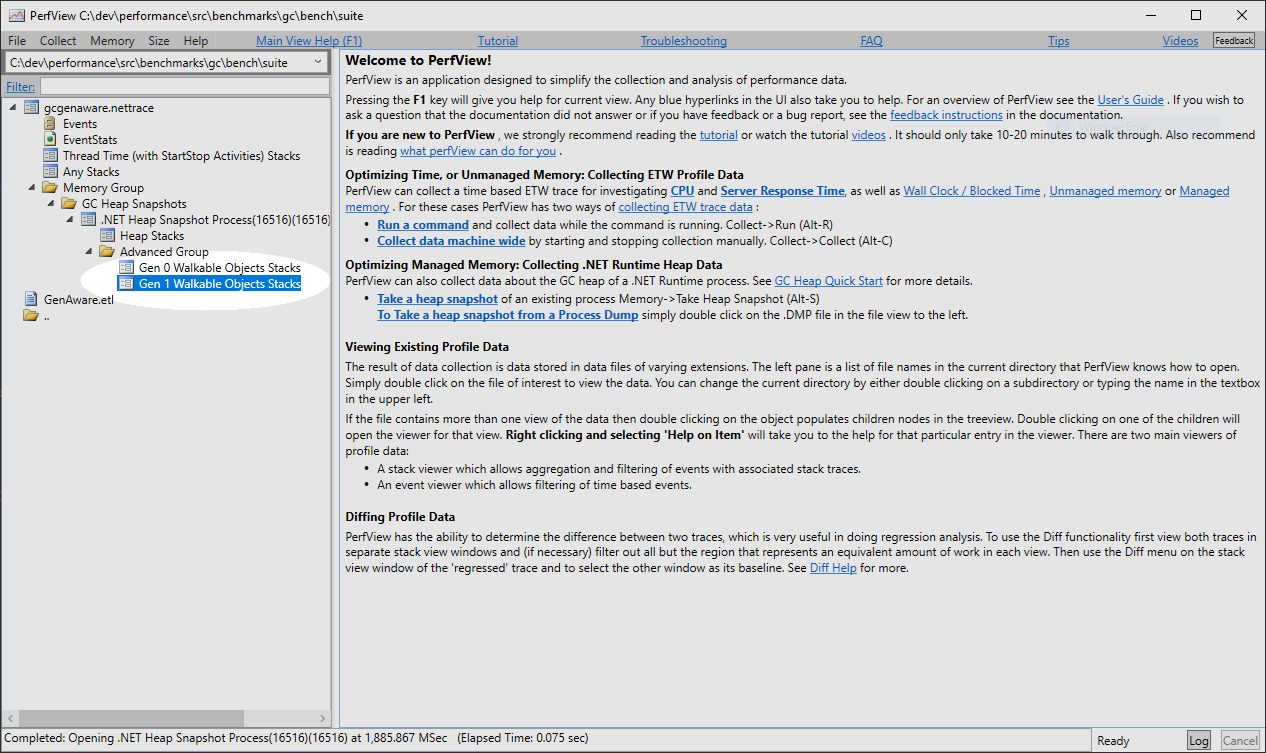 PerfView C:\dev\performance\src\benchmarks\gc\bench\suite
File Collect Memory Size Help Main View Help (F1) Tutorial Troubleshooting FAQ Tips Videos Feedback
C:\dev\performance\src\benchmarks\gc\bench\suite
Filter:
gcgenaware.nettrace
Events
EventStats
Thread Time (with StartStop Activities) Stacks
Any Stacks
Memory Group
GC Heap Snapshots
.NET Heap Snapshot Process(16516)(16516)
Heap Stacks
Advanced Group
Gen 0 Walkable Objects Stacks
Gen 1 Walkable Objects Stacks
GenAware.etl
..
Welcome to PerfView!
PerfView is an application designed to simplify the collection and analysis of performance data.
Pressing the F1 key will give you help for current view. Any blue hyperlinks in the UI also take you to help. For an overview of PerfView see the User's Guide . If you wish to
ask a question that the documentation did not answer or if you have feedback or a bug report, see the feedback instructions in the documentation.
If you are new to PerfView , we strongly recommend reading the tutorial or watch the tutorial videos . It should only take 10-20 minutes to walk through. Also recommend
is reading what perfView can do for you .
Optimizing Time, or Unmanaged Memory: Collecting ETW Profile Data
PerfView can collect a time based ETW trace for investigating CPU and Server Response Time, as well as Wall Clock / Blocked Time , Unmanaged memory or Managed
memory . For these cases PerfView has two ways of collecting ETW trace data :
• Run a command and collect data while the command is running. Collect->Run (Alt-R)
• Collect data machine wide by starting and stopping collection manually. Collect->Collect (Alt-C)
Optimizing Managed Memory: Collecting .NET Runtime Heap Data
PerfView can also collect data about the GC heap of a .NET Runtime process. See GC Heap Quick Start for more details.
• Take a heap snapshot of an existing process Memory->Take Heap Snapshot (Alt-S)
To Take a heap snapshot from a Process Dump simply double click on the .DMP file in the file view to the left.
Viewing Existing Profile Data
The result of data collection is data stored in data files of varying extensions. The left pane is a list of file names in the current directory that PerfView knows how to open.
Simply double click on the file of interest to view the data. You can change the current directory by either double clicking on a subdirectory or typing the name in the textbox
in the upper left.
If the file contains more than one view of the data then double clicking on the object populates children nodes in the treeview. Double clicking on one of the children will
open the viewer for that view. Right clicking and selecting 'Help on Item' will take you to the help for that particular entry in the viewer. There are two main viewers of
profile data:
• A stack viewer which allows aggregation and filtering of events with associated stack traces.
• An event viewer which allows filtering of time based events.
Diffing Profile Data
PerfView has the ability to determine the difference between two traces, which is very useful in doing regression analysis. To use the Diff functionality first view both traces in
separate stack view windows and (if necessary) filter out all but the region that represents an equivalent amount of work in each view. Then use the Diff menu on the stack
view window of the 'regressed' trace and to select the other window as its baseline. See Diff Help for more.
Completed: Opening .NET Heap Snapshot Process(16516)(16516) at 1,885.867 MSec (Elapsed Time: 0.075 sec)
Ready Log Cancel